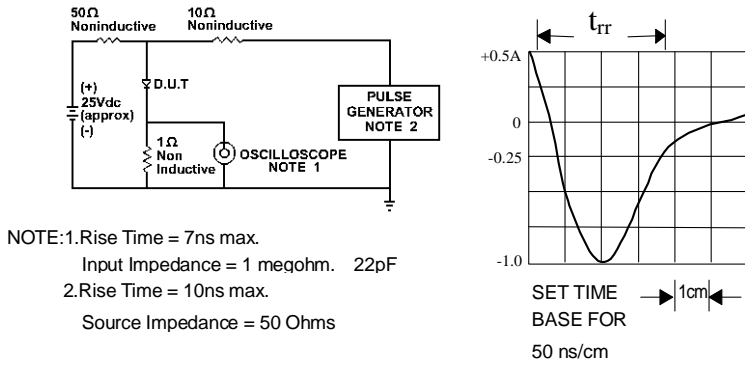 50Ω
Noninductive
10Ω
Noninductive
D.U.T
(+)
25Vdc
(approx)
(-)
PULSE
GENERATOR
NOTE 2
1Ω
Non
Inductive
OSCILLOSCOPE
NOTE 1
NOTE:1.Rise Time = 7ns max.
Input Impedance = 1 megohm. 22pF
2.Rise Time = 10ns max.
Source Impedance = 50 Ohms
trr
+0.5A
0
-0.25
-1.0
SET TIME
BASE FOR
50 ns/cm
1cm